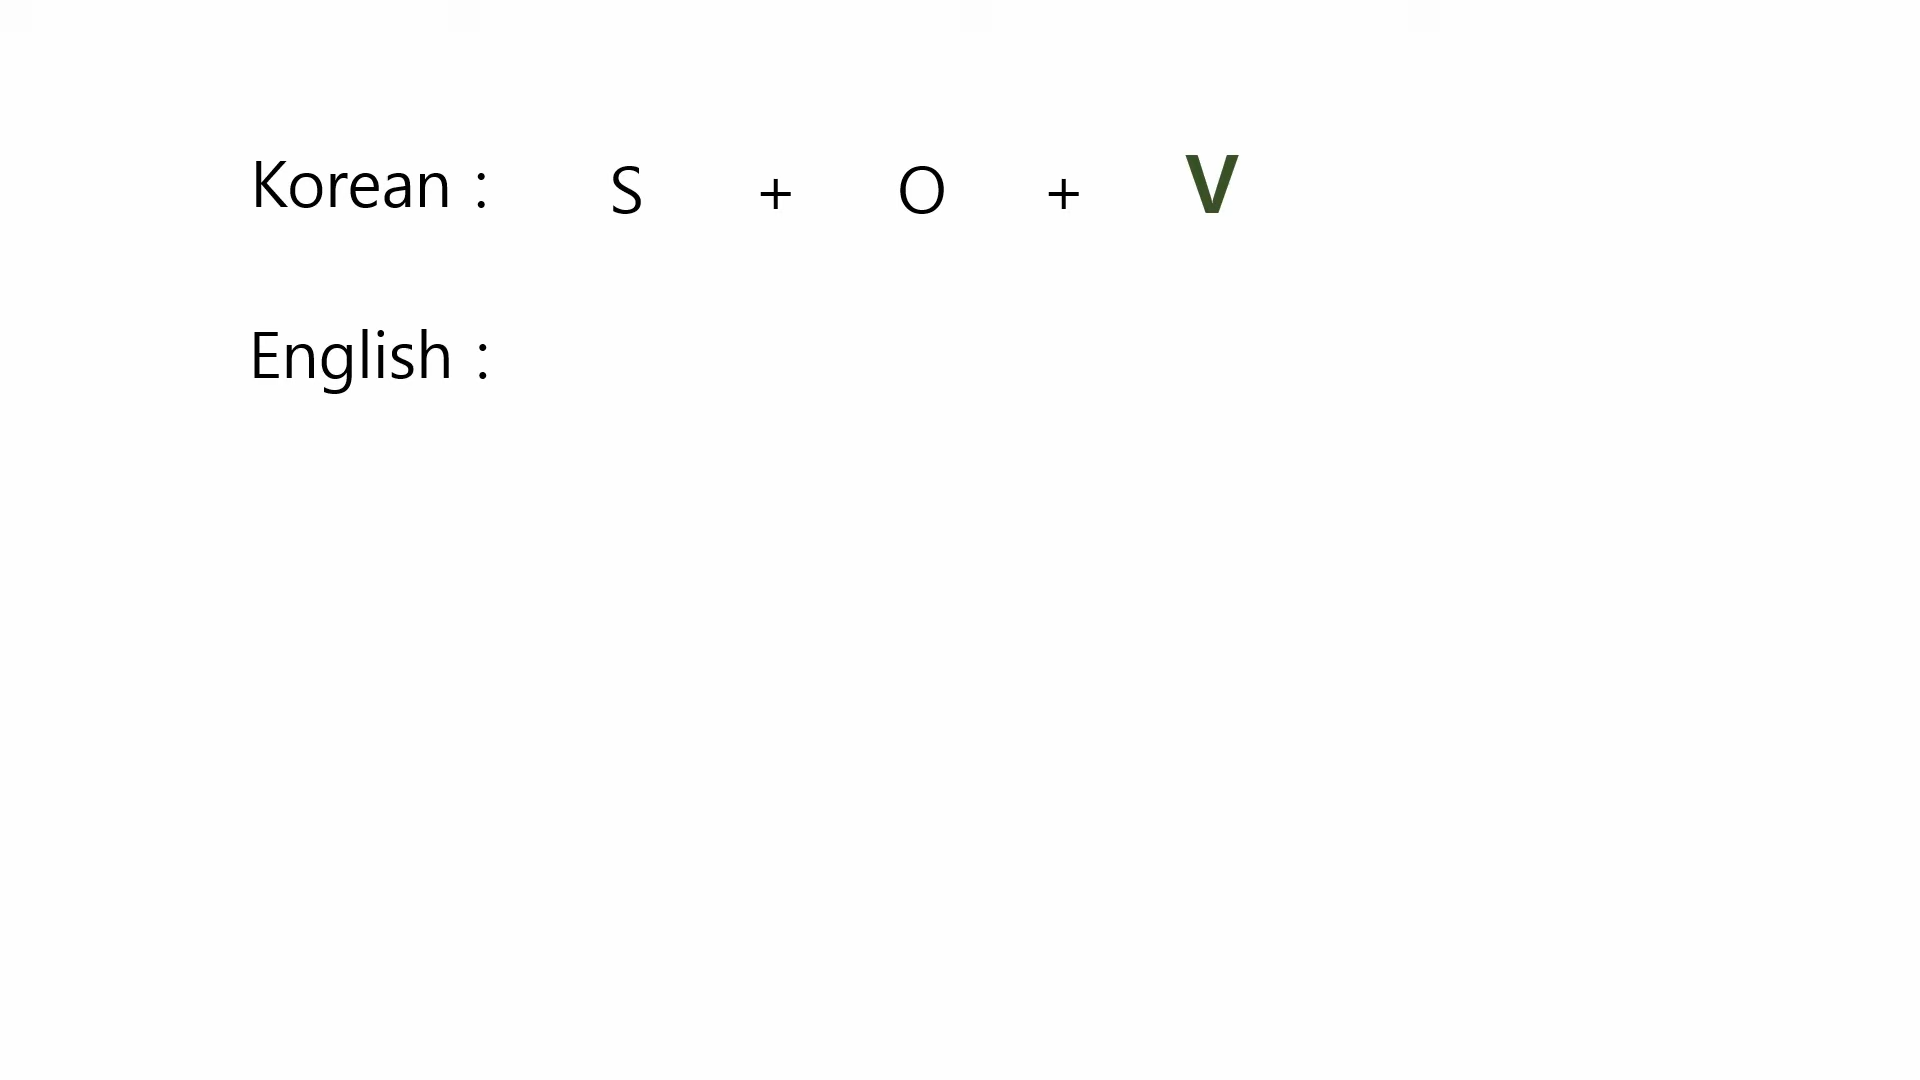 Korean : S + O + V
English :